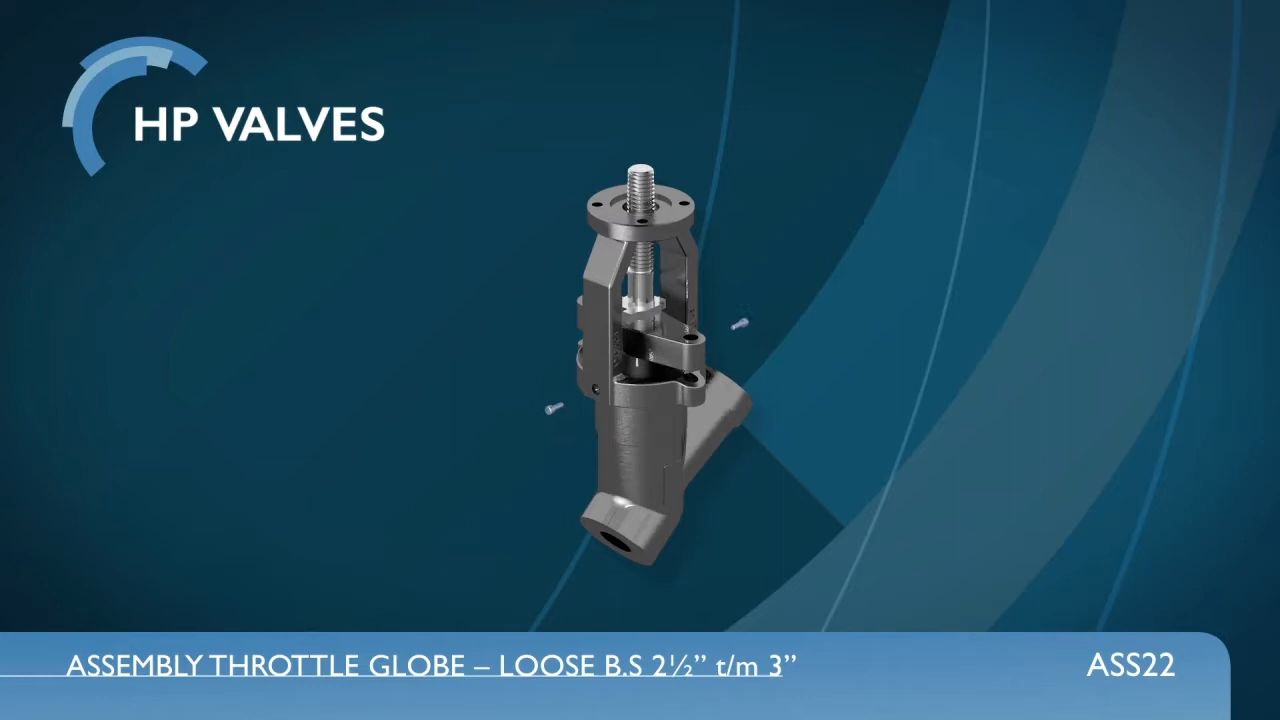 HP VALVES
ASSEMBLY THROTTLE GLOBE – LOOSE B.S 2½” t/m 3”
ASS22